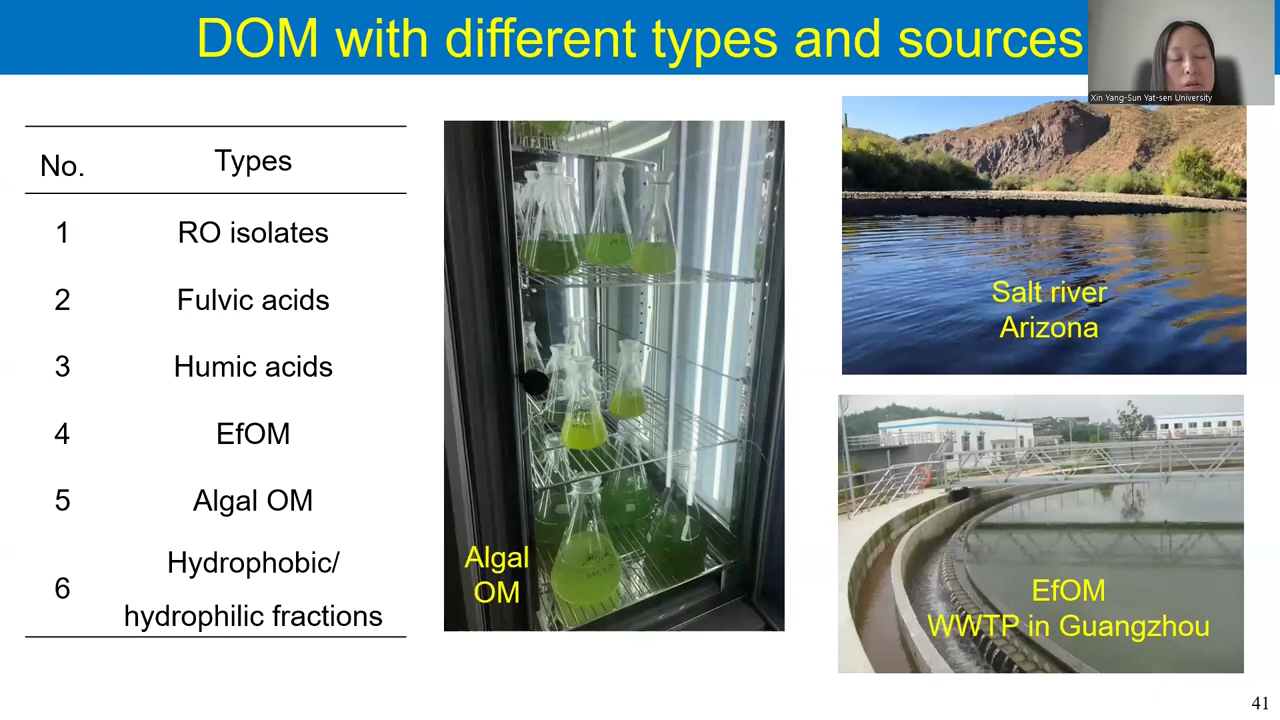 DOM with different types and sources
Xin Yang-Sun Yat-sen University
No. Types
1 RO isolates
2 Fulvic acids
3 Humic acids
4 EfOM
5 Algal OM
6 Hydrophobic/
hydrophilic fractions
Algal
OM
Salt river
Arizona
EfOM
WWTP in Guangzhou
41